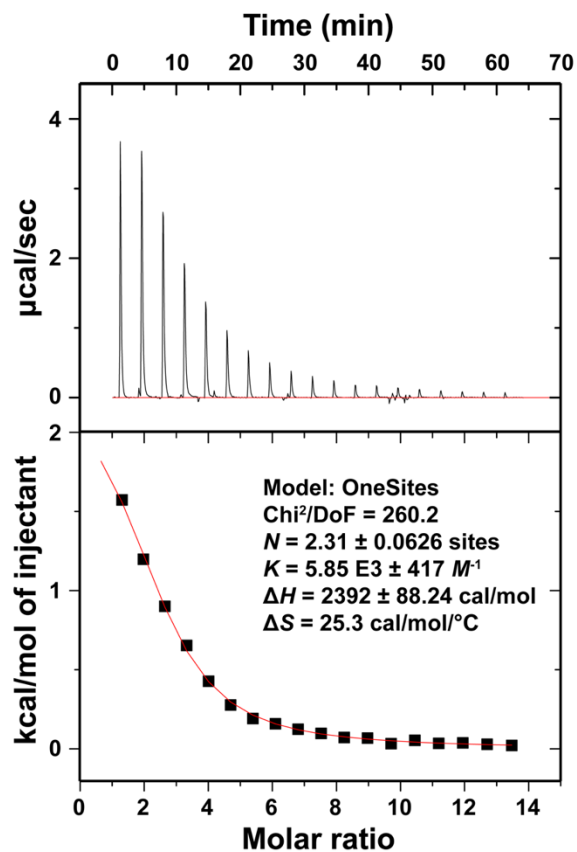 Time (min)
0 10 20 30 40 50 60 70
4
2
0
µcal/sec
2
1
0
kcal/mol of injectant
Model: OneSites
Chi²/DoF = 260.2
N = 2.31 ± 0.0626 sites
K = 5.85 E3 ± 417 M⁻¹
ΔH = 2392 ± 88.24 cal/mol
ΔS = 25.3 cal/mol/°C
0 2 4 6 8 10 12 14
Molar ratio